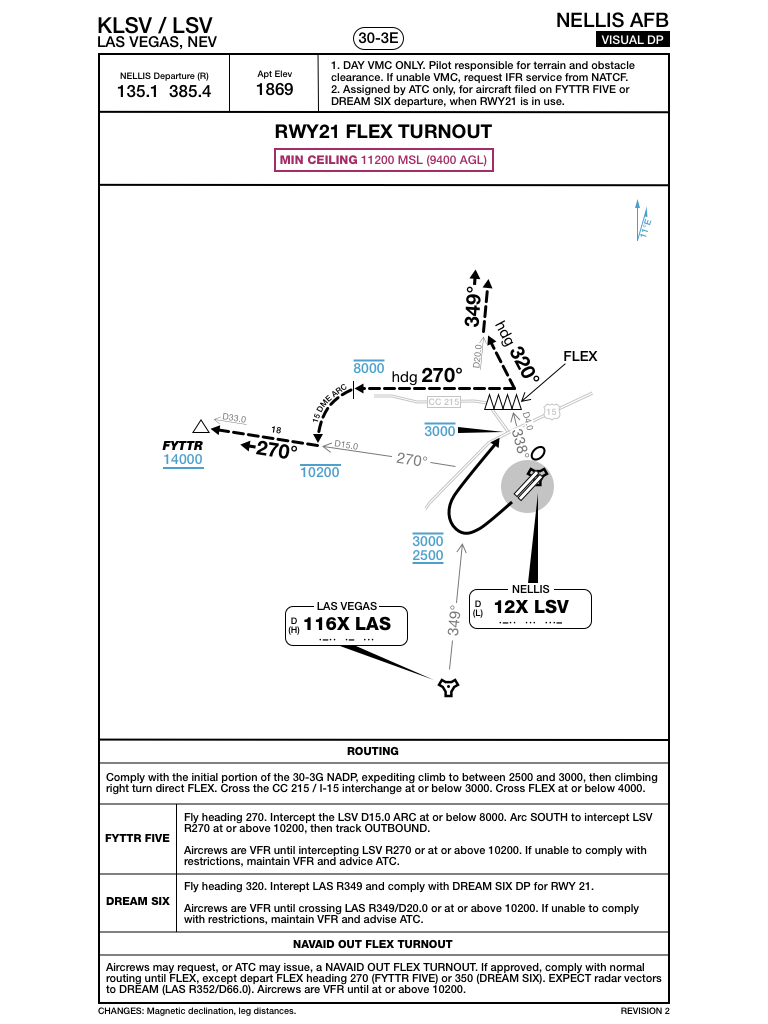 KLSV / LSV
LAS VEGAS, NEV
30-3E
NELLIS AFB
VISUAL DP
NELLIS Departure (R)
135.1 385.4
Apt Elev
1869
1. DAY VMC ONLY. Pilot responsible for terrain and obstacle
clearance. If unable VMC, request IFR service from NATCF.
2. Assigned by ATC only, for aircraft filed on FYTTR FIVE or
DREAM SIX departure, when RWY21 is in use.
RWY21 FLEX TURNOUT
MIN CEILING 11200 MSL (9400 AGL)
11°E
349°
hdg 320°
D20.0
FLEX
8000
hdg 270°
15 DME ARC
CC 215
15
D4.0
338°
3000
D33.0
18
FYTTR
14000
270°
D15.0
10200
270°
3000
2500
349°
NELLIS
D
(L)
12X LSV
.-.. ... ...-
LAS VEGAS
D
(H)
116X LAS
.-.. .- ...
ROUTING
Comply with the initial portion of the 30-3G NADP, expediting climb to between 2500 and 3000, then climbing
right turn direct FLEX. Cross the CC 215 / I-15 interchange at or below 3000. Cross FLEX at or below 4000.
FYTTR FIVE
Fly heading 270. Intercept the LSV D15.0 ARC at or below 8000. Arc SOUTH to intercept LSV
R270 at or above 10200, then track OUTBOUND.
Aircrews are VFR until intercepting LSV R270 or at or above 10200. If unable to comply with
restrictions, maintain VFR and advice ATC.
DREAM SIX
Fly heading 320. Interept LAS R349 and comply with DREAM SIX DP for RWY 21.
Aircrews are VFR until crossing LAS R349/D20.0 or at or above 10200. If unable to comply
with restrictions, maintain VFR and advise ATC.
NAVAID OUT FLEX TURNOUT
Aircrews may request, or ATC may issue, a NAVAID OUT FLEX TURNOUT. If approved, comply with normal
routing until FLEX, except depart FLEX heading 270 (FYTTR FIVE) or 350 (DREAM SIX). EXPECT radar vectors
to DREAM (LAS R352/D66.0). Aircrews are VFR until at or above 10200.
CHANGES: Magnetic declination, leg distances.
REVISION 2